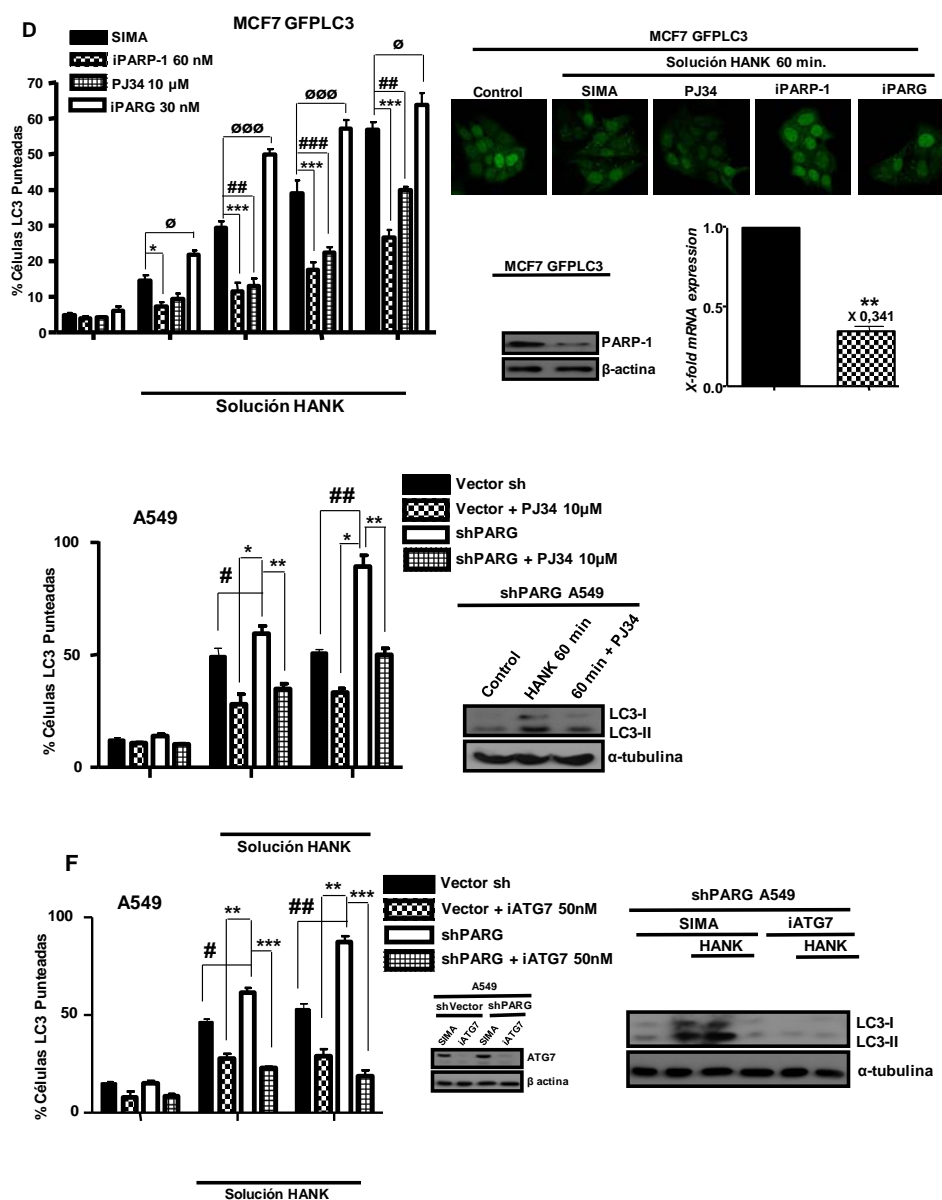 D
MCF7 GFPLC3
SIMA
iPARP-1 60 nM
PJ34 10 µM
iPARG 30 nM
% Células LC3 Punteadas
70
60
50
40
30
20
10
0
*
ø
***
##
øøø
***
###
øøø
***
##
ø
Solución HANK
MCF7 GFPLC3
Solución HANK 60 min.
Control
SIMA
PJ34
iPARP-1
iPARG
MCF7 GFPLC3
PARP-1
β-actina
X-fold mRNA expression
1.0
0.5
0.0
**
X 0,341
A549
Vector sh
Vector + PJ34 10µM
shPARG
shPARG + PJ34 10µM
% Células LC3 Punteadas
100
50
0
#
*
**
##
*
**
Solución HANK
shPARG A549
Control
HANK 60 min
60 min + PJ34
LC3-I
LC3-II
α-tubulina
F
A549
Vector sh
Vector + iATG7 50nM
shPARG
shPARG + iATG7 50nM
% Células LC3 Punteadas
100
50
0
#
**
***
##
**
***
Solución HANK
A549
shVector shPARG
SIMA iATG7 SIMA iATG7
ATG7
β actina
shPARG A549
SIMA iATG7
HANK HANK
LC3-I
LC3-II
α-tubulina